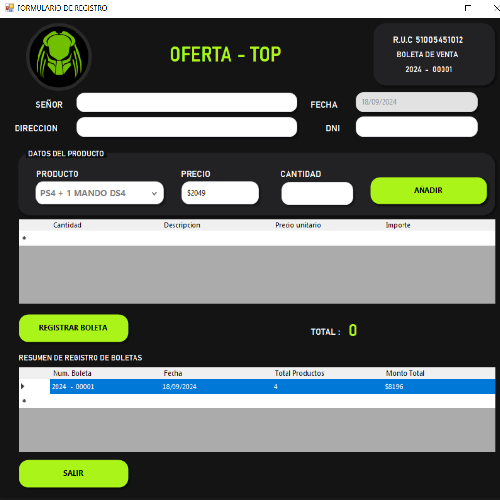 FORMULARIO DE REGISTRO
OFERTA - TOP
R.U.C 51005451012
BOLETA DE VENTA
2024 - 00001
SEÑOR
FECHA 18/09/2024
DIRECCION
DNI
DATOS DEL PRODUCTO
PRODUCTO PRECIO CANTIDAD
PS4 + 1 MANDO DS4 $2049 AÑADIR
Cantidad Descripcion Precio unitario Importe
REGISTRAR BOLETA
TOTAL : 0
RESUMEN DE REGISTRO DE BOLETAS
Num. Boleta Fecha Total Productos Monto Total
2024 - 00001 18/09/2024 4 $8196
SALIR